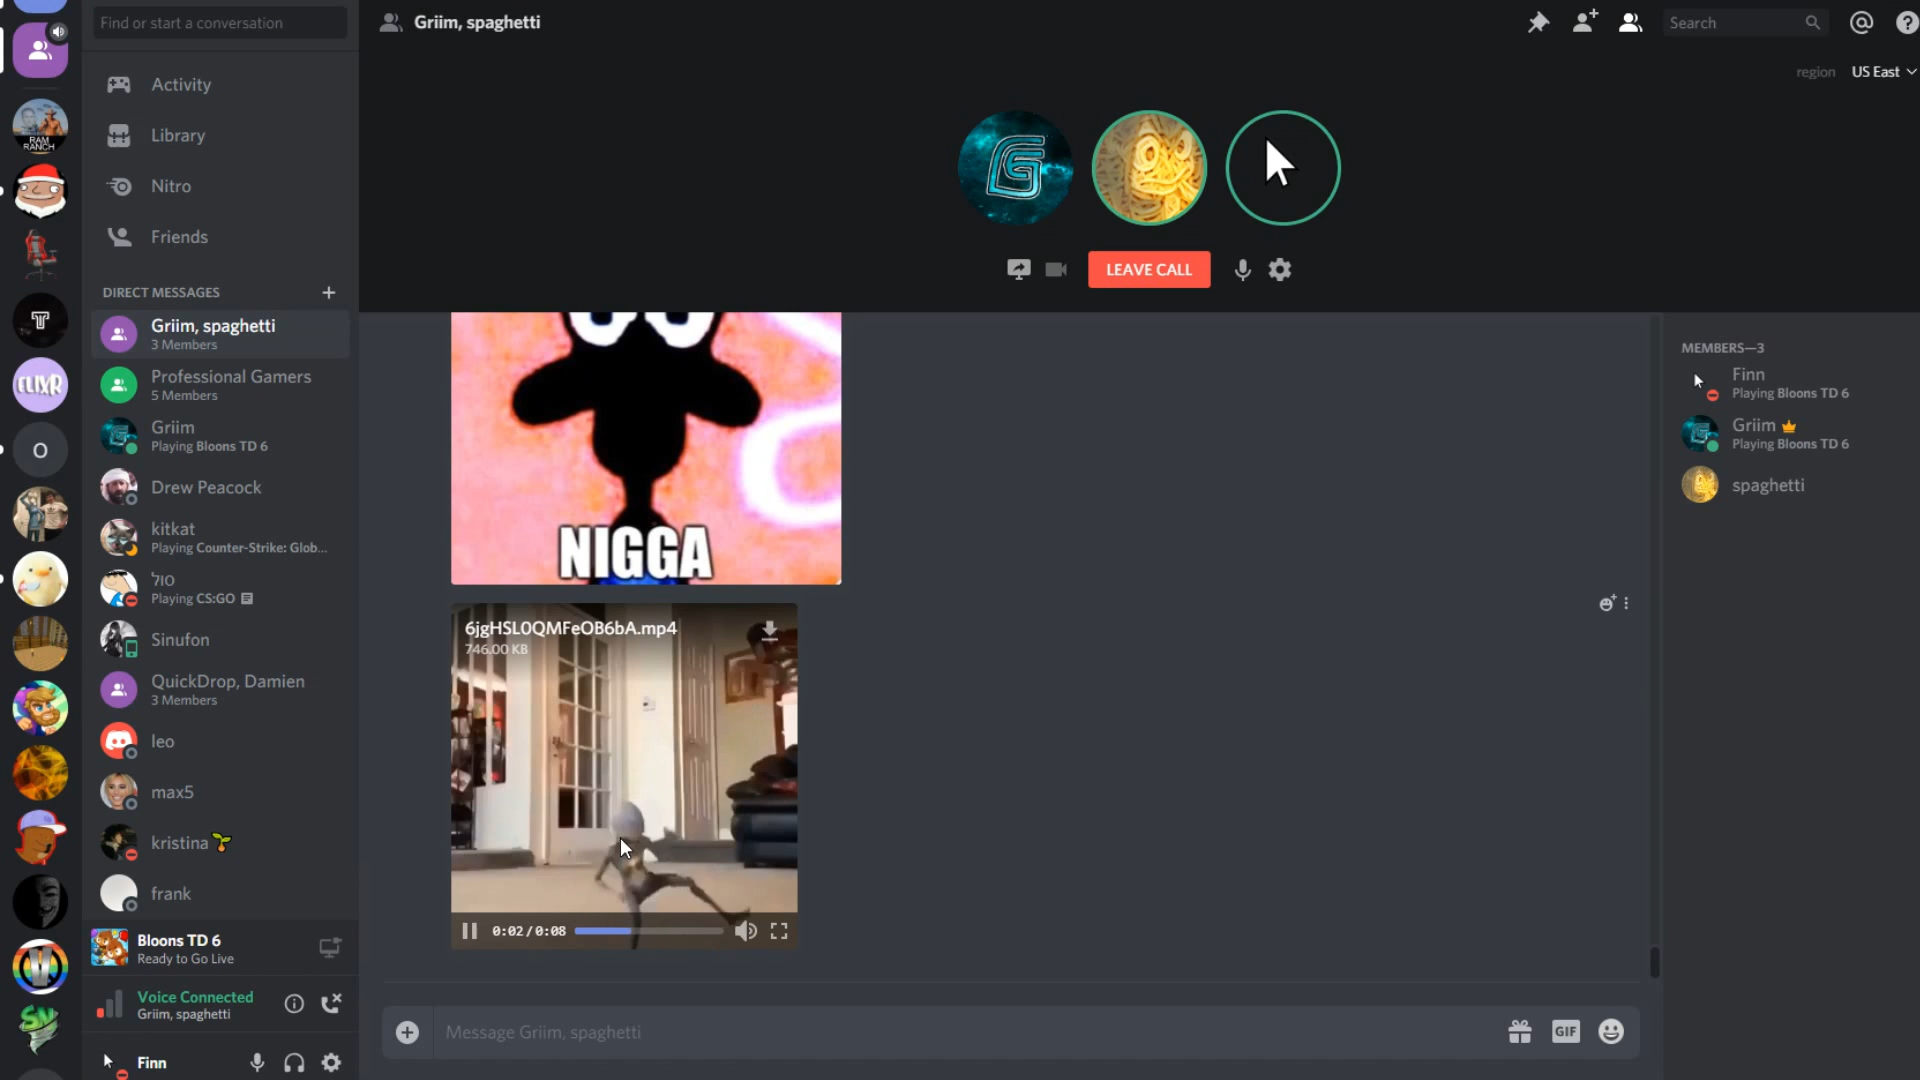 Find or start a conversation
Griim, spaghetti
Search
region US East
RAM
RANCH
Activity
Library
Nitro
Friends
DIRECT MESSAGES
Griim, spaghetti
3 Members
Professional Gamers
5 Members
Griim
Playing Bloons TD 6
Drew Peacock
kitkat
Playing Counter-Strike: Glob...
סול'
Playing CS:GO
Sinufon
QuickDrop, Damien
3 Members
leo
max5
kristina
frank
ELIXR
O
Bloons TD 6
Ready to Go Live
Voice Connected
Griim, spaghetti
Finn
LEAVE CALL
NIGGA
6jgHSL0QMFeOB6bA.mp4
746.00 KB
0:02/0:08
Message Griim, spaghetti
GIF
MEMBERS—3
Finn
Playing Bloons TD 6
Griim
Playing Bloons TD 6
spaghetti